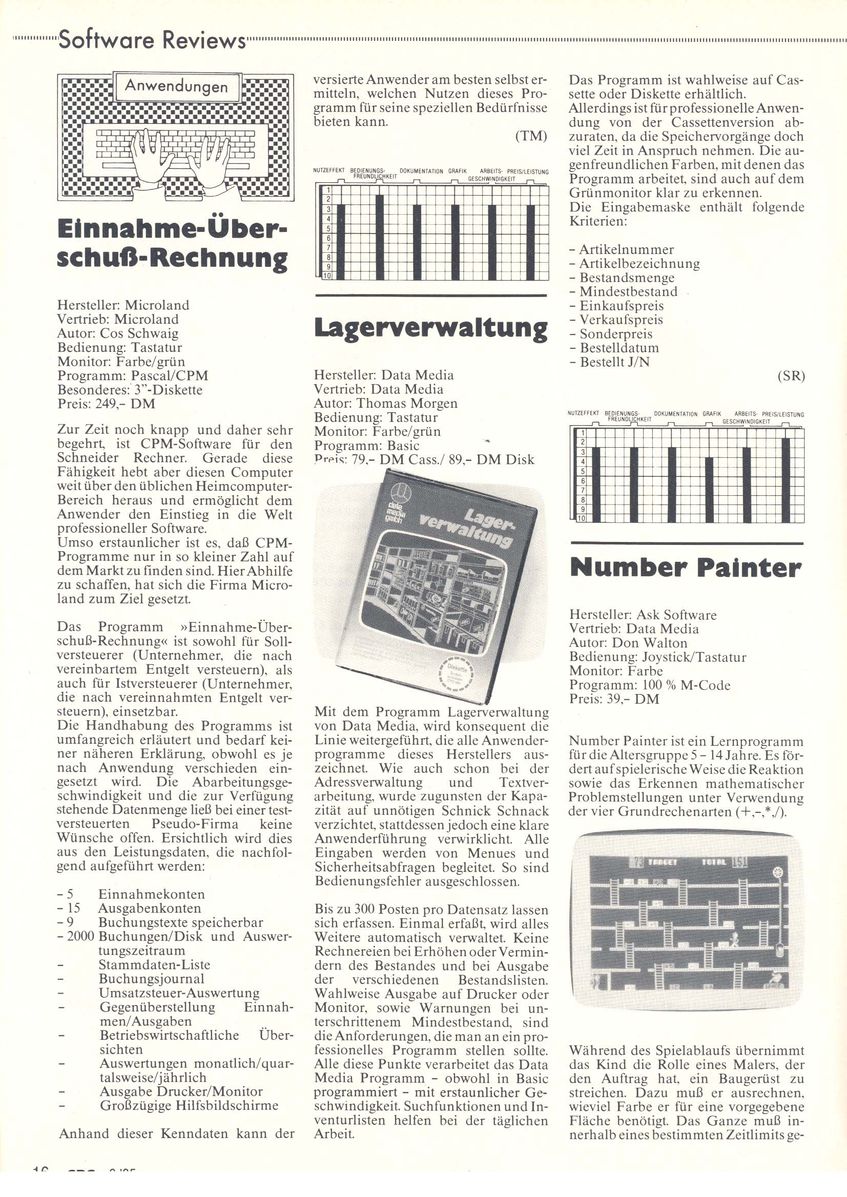 Software Reviews
Anwendungen
Einnahme-Über-
schuß-Rechnung
Hersteller: Microland
Vertrieb: Microland
Autor: Cos Schwaig
Bedienung: Tastatur
Monitor: Farbe/grün
Programm: Pascal/CPM
Besonderes: 3"-Diskette
Preis: 249,- DM
Zur Zeit noch knapp und daher sehr
begehrt, ist CPM-Software für den
Schneider Rechner. Gerade diese
Fähigkeit hebt aber diesen Computer
weit über den üblichen Heimcomputer-
Bereich heraus und ermöglicht dem
Anwender den Einstieg in die Welt
professioneller Software.
Umso erstaunlicher ist es, daß CPM-
Programme nur in so kleiner Zahl auf
dem Markt zu finden sind. Hier Abhilfe
zu schaffen, hat sich die Firma Micro-
land zum Ziel gesetzt.
Das Programm »Einnahme-Über-
schuß-Rechnung« ist sowohl für Soll-
versteuerer (Unternehmer, die nach
vereinbartem Entgelt versteuern), als
auch für Istversteuerer (Unternehmer,
die nach vereinnahmten Entgelt ver-
steuern), einsetzbar.
Die Handhabung des Programms ist
umfangreich erläutert und bedarf kei-
ner näheren Erklärung, obwohl es je
nach Anwendung verschieden ein-
gesetzt wird. Die Abarbeitungsge-
schwindigkeit und die zur Verfügung
stehende Datenmenge ließ bei einer test-
versteuerten Pseudo-Firma keine
Wünsche offen. Ersichtlich wird dies
aus den Leistungsdaten, die nachfol-
gend aufgeführt werden:
- 5 Einnahmekonten
- 15 Ausgabenkonten
- 9 Buchungstexte speicherbar
- 2000 Buchungen/Disk und Auswer-
tungszeitraum
- Stammdaten-Liste
- Buchungsjournal
- Umsatzsteuer-Auswertung
- Gegenüberstellung Einnah-
men/Ausgaben
- Betriebswirtschaftliche Über-
sichten
- Auswertungen monatlich/quar-
talsweise/jährlich
- Ausgabe Drucker/Monitor
- Großzügige Hilfsbildschirme
Anhand dieser Kenndaten kann der
versierte Anwender am besten selbst er-
mitteln, welchen Nutzen dieses Pro-
gramm für seine speziellen Bedürfnisse
bieten kann.
(TM)
NUTZEFFEKT BEDIENUNGS- DOKUMENTATION GRAFIK ARBEITS- PREIS/LEISTUNG
FREUNDLICHKEIT GESCHWINDIGKEIT
1
2
3
4
5
6
7
8
9
10
Lagerverwaltung
Hersteller: Data Media
Vertrieb: Data Media
Autor: Thomas Morgen
Bedienung: Tastatur
Monitor: Farbe/grün
Programm: Basic
Preis: 79,- DM Cass./ 89,- DM Disk
data
media
gmbh
Lager-
verwaltung
Diskette
Mit dem Programm Lagerverwaltung
von Data Media, wird konsequent die
Linie weitergeführt, die alle Anwender-
programme dieses Herstellers aus-
zeichnet. Wie auch schon bei der
Adressverwaltung und Textver-
arbeitung, wurde zugunsten der Kapa-
zität auf unnötigen Schnick Schnack
verzichtet, stattdessen jedoch eine klare
Anwenderführung verwirklicht. Alle
Eingaben werden von Menues und
Sicherheitsabfragen begleitet. So sind
Bedienungsfehler ausgeschlossen.
Bis zu 300 Posten pro Datensatz lassen
sich erfassen. Einmal erfaßt, wird alles
Weitere automatisch verwaltet. Keine
Rechnereien bei Erhöhen oder Vermin-
dern des Bestandes und bei Ausgabe
der verschiedenen Bestandslisten.
Wahlweise Ausgabe auf Drucker oder
Monitor, sowie Warnungen bei un-
terschrittenem Mindestbestand, sind
die Anforderungen, die man an ein pro-
fessionelles Programm stellen sollte.
Alle diese Punkte verarbeitet das Data
Media Programm - obwohl in Basic
programmiert - mit erstaunlicher Ge-
schwindigkeit. Suchfunktionen und In-
venturlisten helfen bei der täglichen
Arbeit.
Das Programm ist wahlweise auf Cas-
sette oder Diskette erhältlich.
Allerdings ist für professionelle Anwen-
dung von der Cassettenversion ab-
zuraten, da die Speichervorgänge doch
viel Zeit in Anspruch nehmen. Die au-
genfreundlichen Farben, mit denen das
Programm arbeitet, sind auch auf dem
Grünmonitor klar zu erkennen.
Die Eingabemaske enthält folgende
Kriterien:
- Artikelnummer
- Artikelbezeichnung
- Bestandsmenge
- Mindestbestand
- Einkaufspreis
- Verkaufspreis
- Sonderpreis
- Bestelldatum
- Bestellt J/N
(SR)
NUTZEFFEKT BEDIENUNGS- DOKUMENTATION GRAFIK ARBEITS- PREIS/LEISTUNG
FREUNDLICHKEIT GESCHWINDIGKEIT
1
2
3
4
5
6
7
8
9
10
Number Painter
Hersteller: Ask Software
Vertrieb: Data Media
Autor: Don Walton
Bedienung: Joystick/Tastatur
Monitor: Farbe
Programm: 100 % M-Code
Preis: 39,- DM
Number Painter ist ein Lernprogramm
für die Altersgruppe 5 - 14 Jahre. Es för-
dert auf spielerische Weise die Reaktion
sowie das Erkennen mathematischer
Problemstellungen unter Verwendung
der vier Grundrechenarten (+,-,*,/).
TARGET TOTAL 151
Während des Spielablaufs übernimmt
das Kind die Rolle eines Malers, der
den Auftrag hat, ein Baugerüst zu
streichen. Dazu muß er ausrechnen,
wieviel Farbe er für eine vorgegebene
Fläche benötigt. Das Ganze muß in-
nerhalb eines bestimmten Zeitlimits ge-